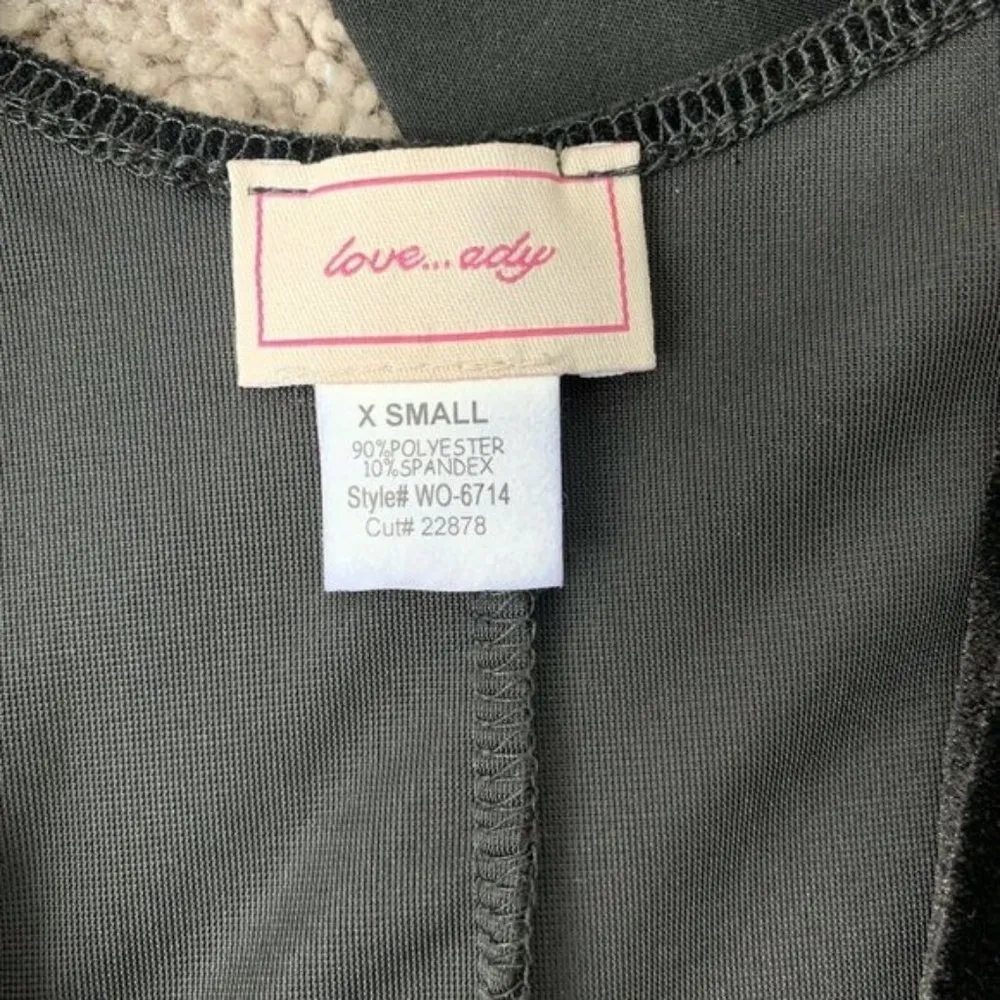 love...ady
X SMALL
90%POLYESTER
10%SPANDEX
Style# WO-6714
Cut# 22878